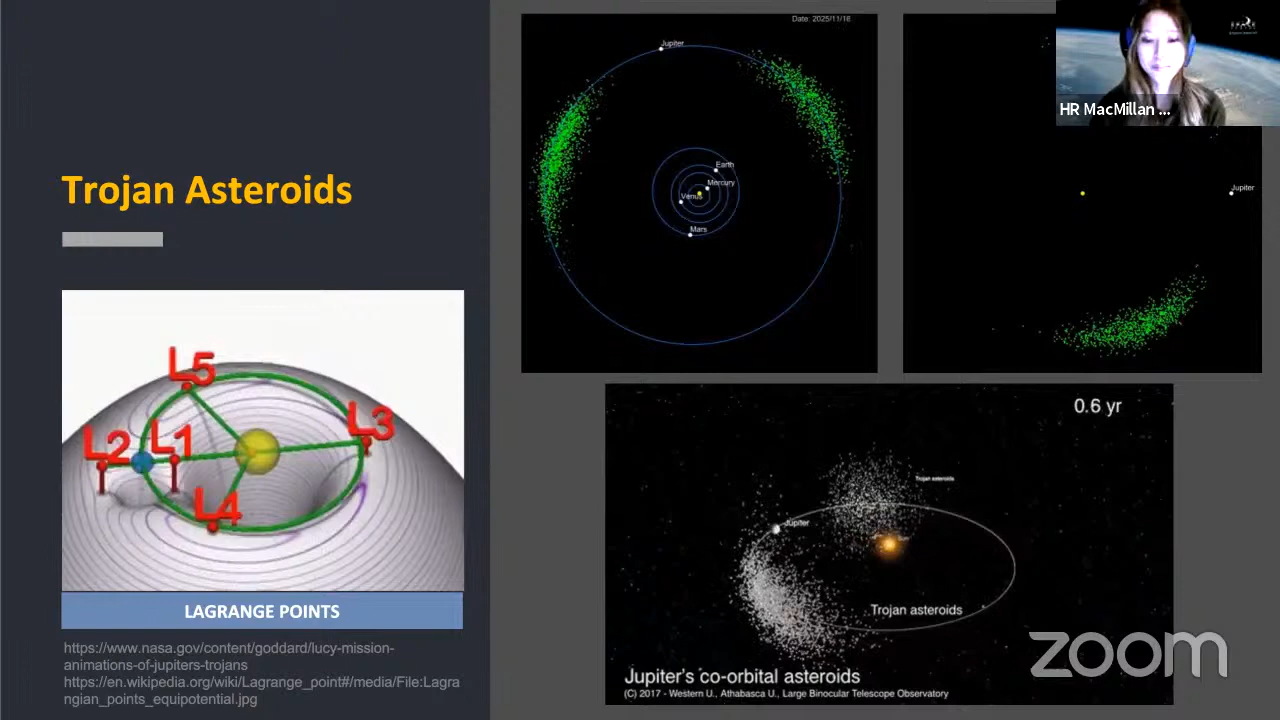 Trojan Asteroids
L5
L2
L1
L3
L4
LAGRANGE POINTS
https://www.nasa.gov/content/goddard/lucy-mission-
animations-of-jupiters-trojans
https://en.wikipedia.org/wiki/Lagrange_point#/media/File:Lagra
ngian_points_equipotential.jpg
Date: 2025/11/16
Jupiter
Earth
Mercury
Venus
Mars
Jupiter
HR MacMillan ...
0.6 yr
Trojan asteroids
Jupiter
Sun
Trojan asteroids
Jupiter's co-orbital asteroids
(C) 2017 - Western U., Athabasca U., Large Binocular Telescope Observatory
zoom